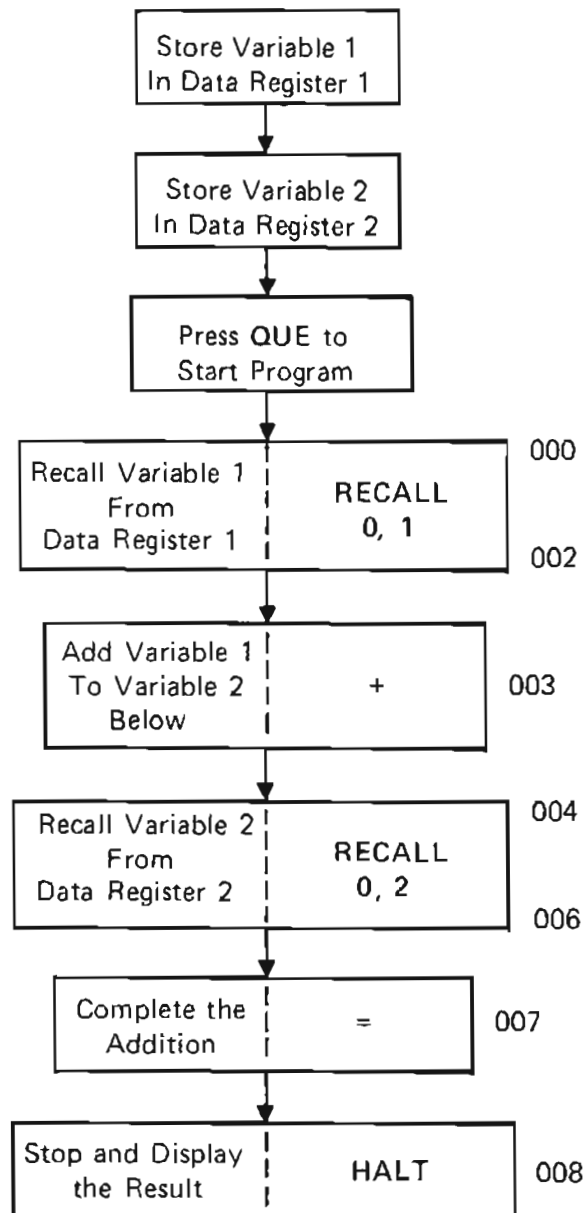 Store Variable 1
In Data Register 1
Store Variable 2
In Data Register 2
Press QUE to
Start Program
000
Recall Variable 1
From
Data Register 1
RECALL
0, 1
002
Add Variable 1
To Variable 2
Below
+
003
004
Recall Variable 2
From
Data Register 2
RECALL
0, 2
006
Complete the
Addition
=
007
Stop and Display
the Result
HALT
008